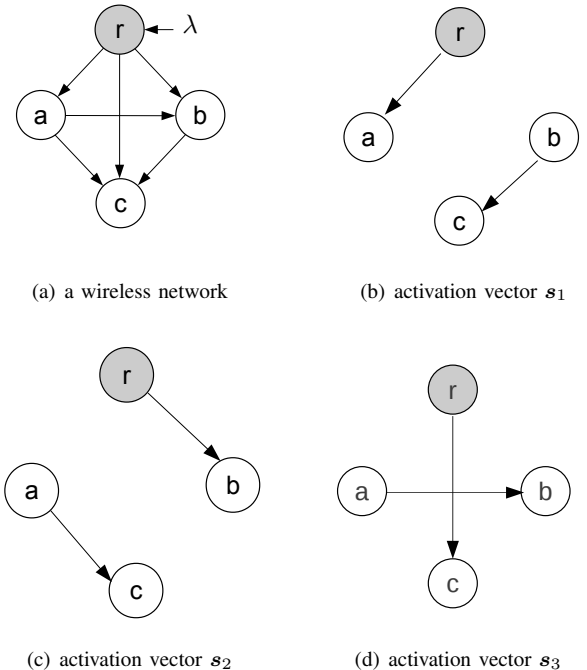 r
λ
a
b
c
(a) a wireless network
r
a
b
c
(b) activation vector s₁
r
a
b
c
(c) activation vector s₂
r
a
b
c
(d) activation vector s₃